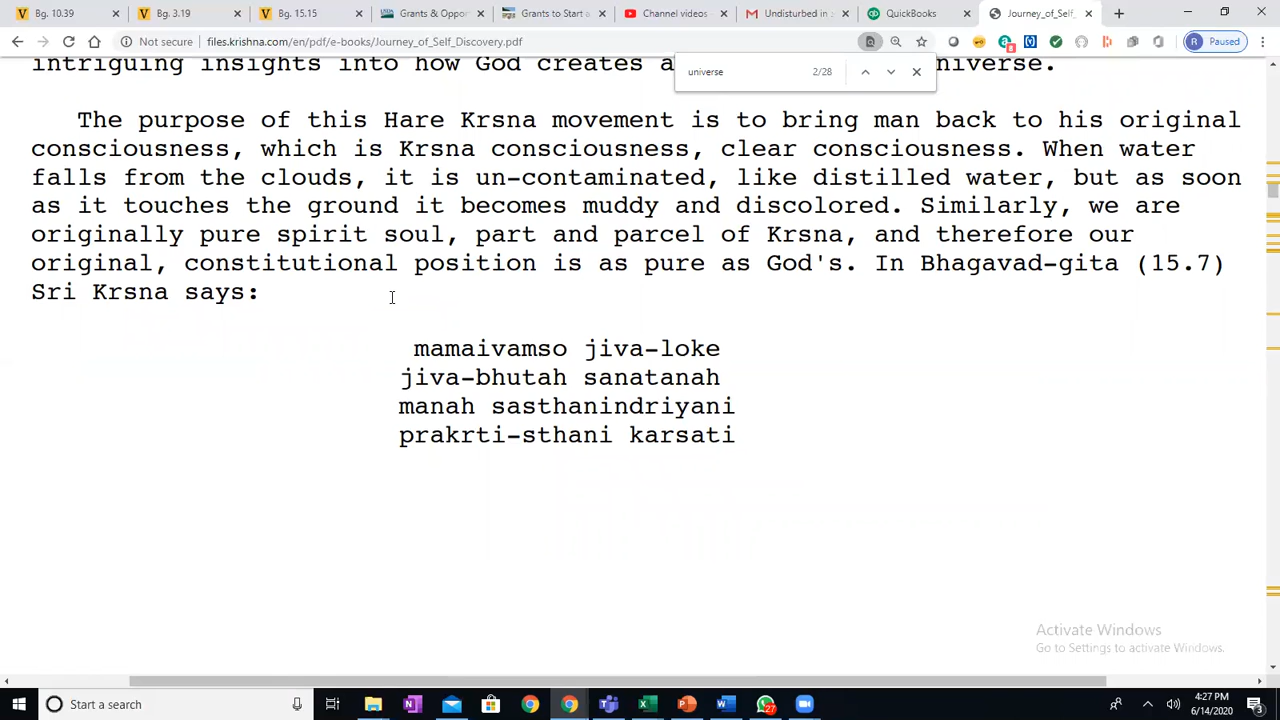 Bg. 10.39
Bg. 3.19
Bg. 15.15
Grants & Oppor
Grants to Start a
Channel videos
Undisturbed in s
QuickBooks
Journey_of_Self_
Not secure files.krishna.com/en/pdf/e-books/Journey_of_Self_Discovery.pdf
8
R Paused
universe 2/28
intriguing insights into how God creates a niverse.
The purpose of this Hare Krsna movement is to bring man back to his original
consciousness, which is Krsna consciousness, clear consciousness. When water
falls from the clouds, it is un-contaminated, like distilled water, but as soon
as it touches the ground it becomes muddy and discolored. Similarly, we are
originally pure spirit soul, part and parcel of Krsna, and therefore our
original, constitutional position is as pure as God's. In Bhagavad-gita (15.7)
Sri Krsna says:
mamaivamso jiva-loke
jiva-bhutah sanatanah
manah sasthanindriyani
prakrti-sthani karsati
Activate Windows
Go to Settings to activate Windows.
Start a search
27
4:27 PM
6/14/2020
3